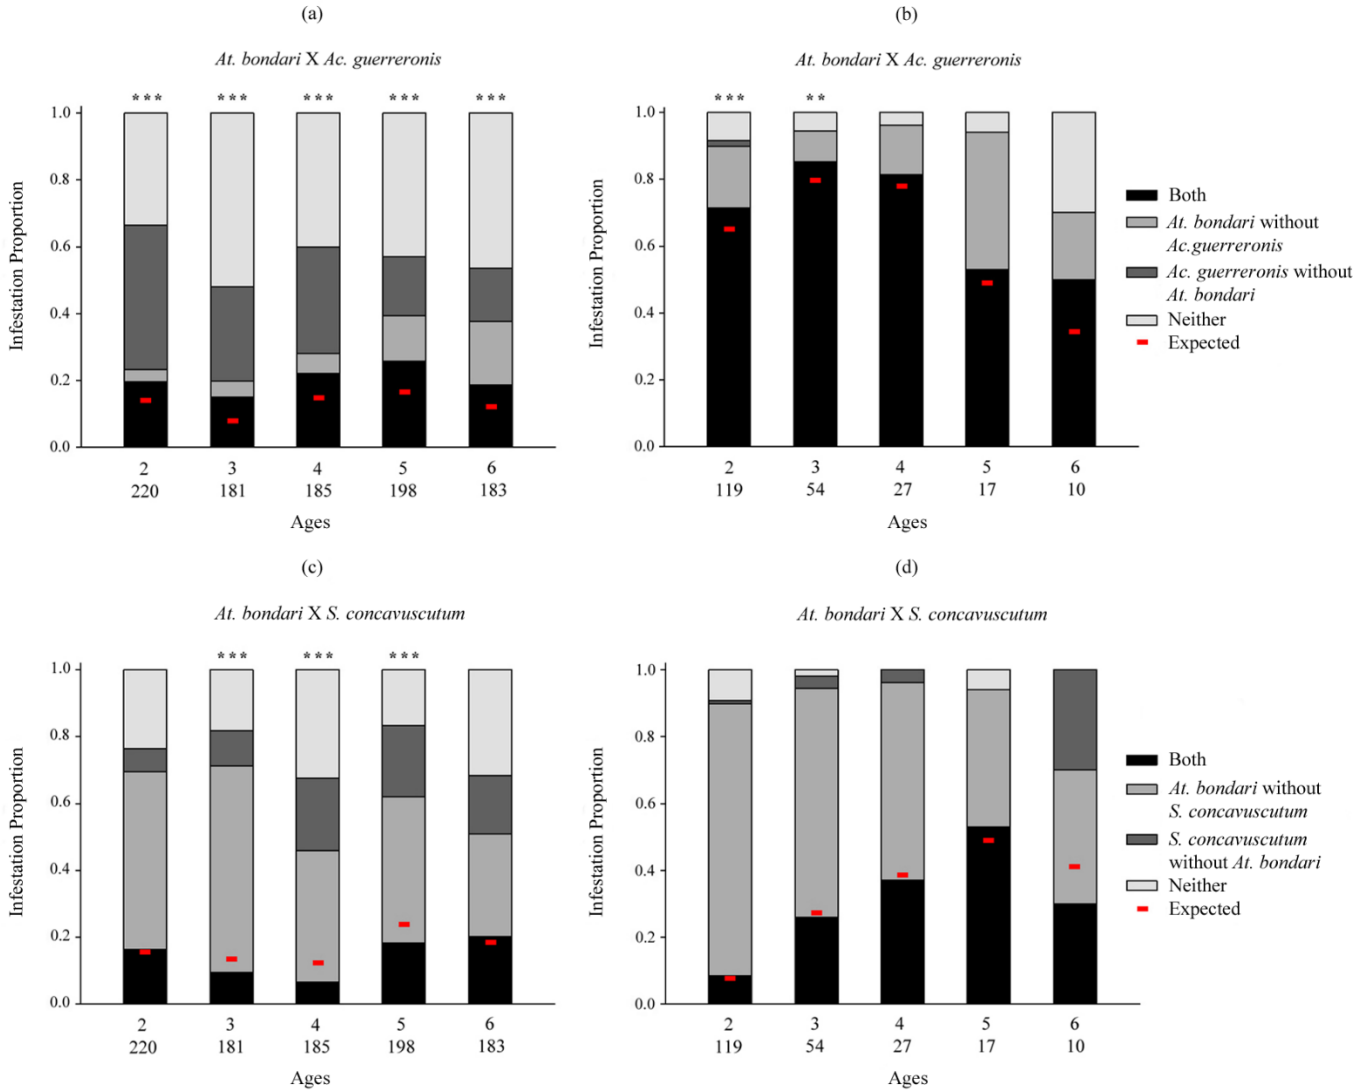 (a)
At. bondari X Ac. guerreronis
*** *** *** *** ***
Infestation Proportion
1.0
0.8
0.6
0.4
0.2
0.0
2 3 4 5 6
220 181 185 198 183
Ages
(b)
At. bondari X Ac. guerreronis
*** **
Infestation Proportion
1.0
0.8
0.6
0.4
0.2
0.0
2 3 4 5 6
119 54 27 17 10
Ages
Both
At. bondari without
Ac.guerreronis
Ac. guerreronis without
At. bondari
Neither
Expected
(c)
At. bondari X S. concavuscutum
*** *** ***
Infestation Proportion
1.0
0.8
0.6
0.4
0.2
0.0
2 3 4 5 6
220 181 185 198 183
Ages
(d)
At. bondari X S. concavuscutum
Infestation Proportion
1.0
0.8
0.6
0.4
0.2
0.0
2 3 4 5 6
119 54 27 17 10
Ages
Both
At. bondari without
S. concavuscutum
S. concavuscutum
without At. bondari
Neither
Expected